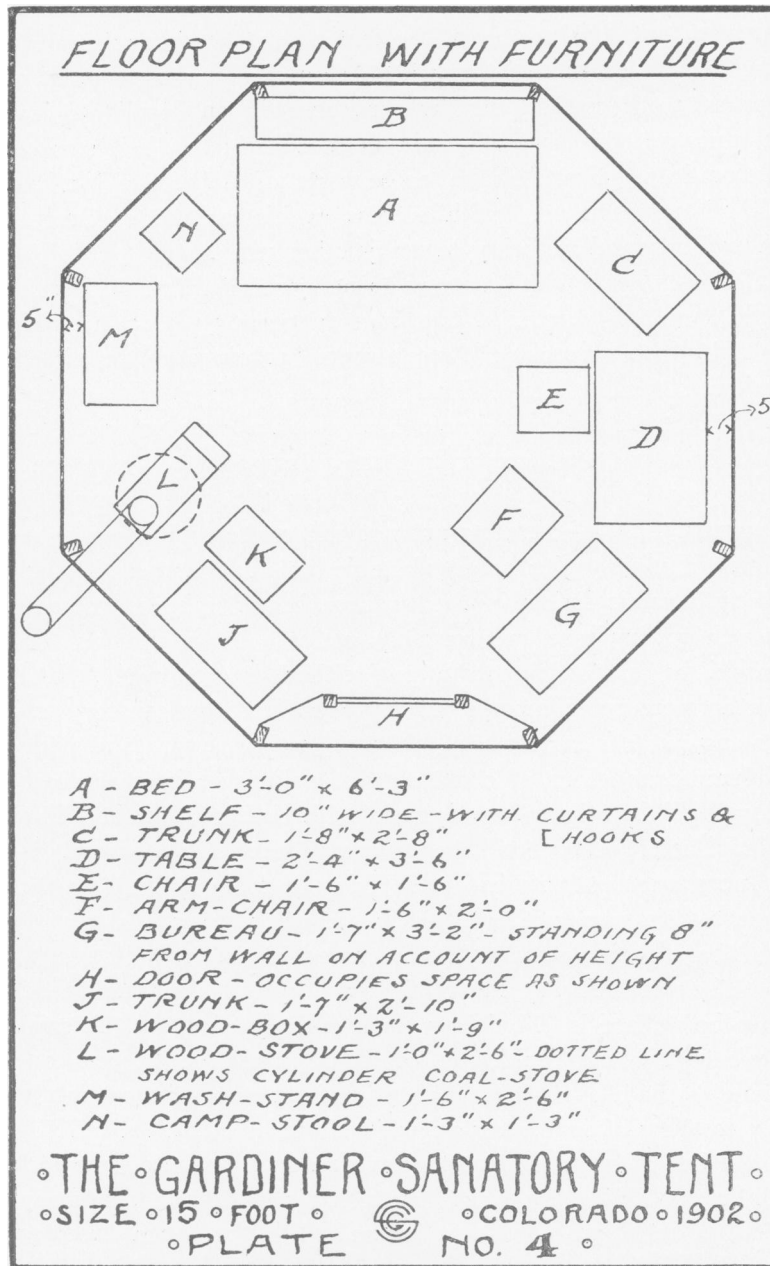 FLOOR PLAN WITH FURNITURE
B
A
N
C
5"
M
E
D
5
L
F
K
G
J
H
A - BED - 3'-0" x 6'-3"
B - SHELF - 10" WIDE - WITH CURTAINS &
C - TRUNK - 1'-8" x 2'-8" [HOOKS
D - TABLE - 2'-4" x 3'-6"
E - CHAIR - 1'-6" x 1'-6"
F - ARM-CHAIR - 1'-6" x 2'-0"
G - BUREAU - 1'-7" x 3'-2" - STANDING 8"
FROM WALL ON ACCOUNT OF HEIGHT
H - DOOR - OCCUPIES SPACE AS SHOWN
J - TRUNK - 1'-7" x 2'-10"
K - WOOD-BOX - 1'-3" x 1'-9"
L - WOOD-STOVE - 1'-0" x 2'-6" - DOTTED LINE
SHOWS CYLINDER COAL-STOVE
M - WASH-STAND - 1'-6" x 2'-6"
N - CAMP-STOOL - 1'-3" x 1'-3"
∘THE∘GARDINER∘SANATORY∘TENT∘
∘SIZE∘15∘FOOT∘ ∘COLORADO∘1902∘
∘PLATE NO. 4∘